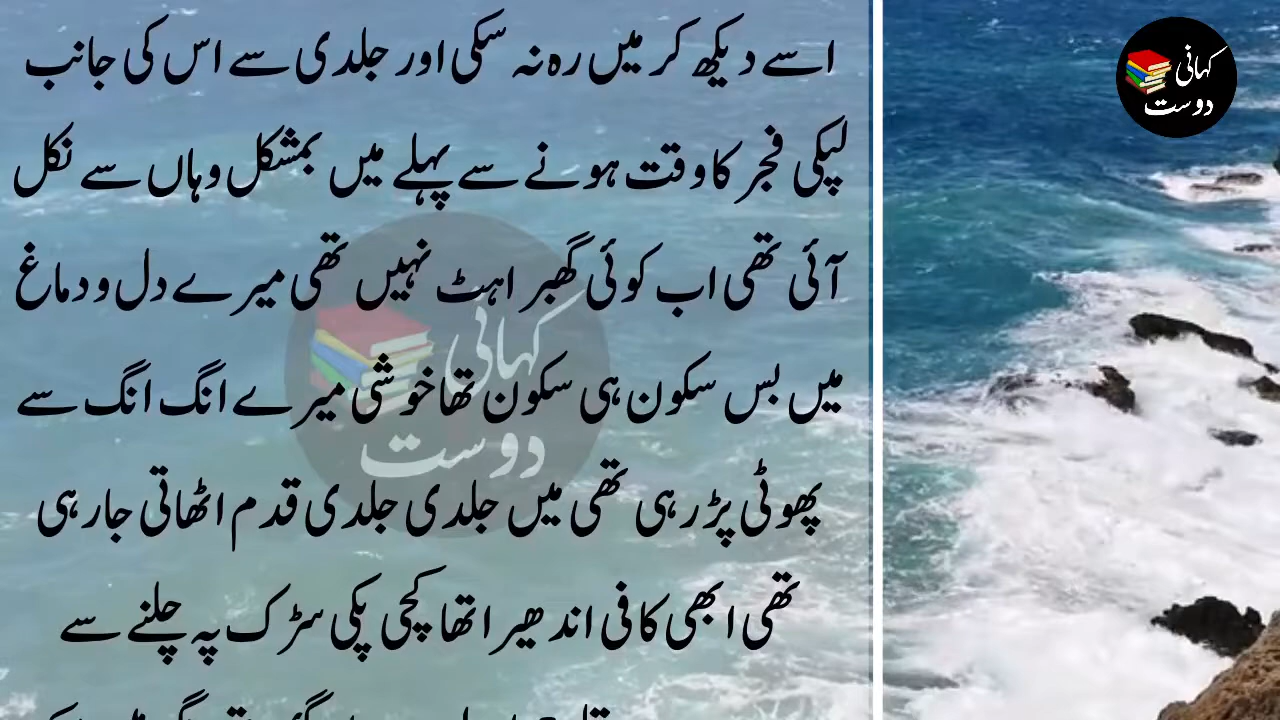 اسے دیکھ کر میں رہ نہ سکی اور جلدی سے اس کی جانب
لپکی فجر کا وقت ہونے سے پہلے میں بمشکل وہاں سے نکل
آئی تھی اب کوئی گھبراہٹ نہیں تھی میرے دل و دماغ
میں بس سکون ہی سکون تھا خوشی میرے انگ انگ سے
پھوٹی پڑ رہی تھی میں جلدی جلدی قدم اٹھاتی جا رہی
تھی ابھی کافی اندھیرا تھا کچی پکی سڑک پہ چلنے سے
کہانی
دوست
کہانی
دوست